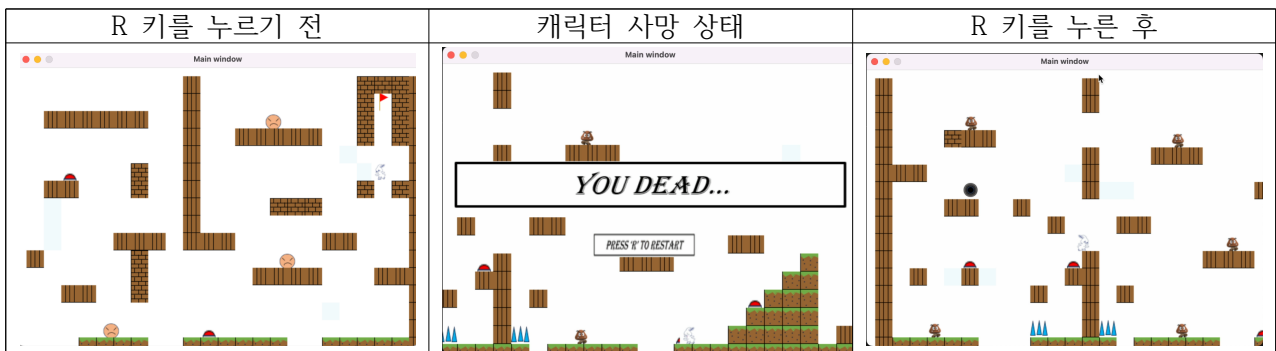 R 키를 누르기 전
캐릭터 사망 상태
R 키를 누른 후
Main window
Main window
Main window
YOU DEAD...
PRESS 'R' TO RESTART